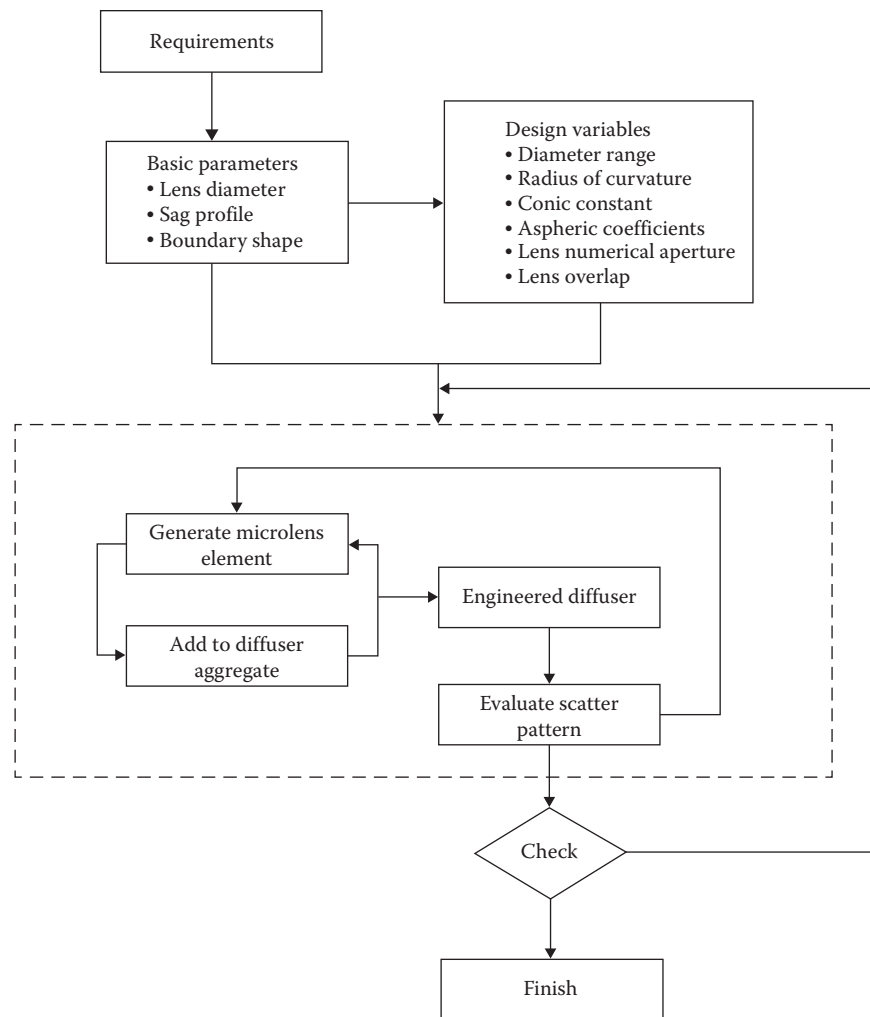 Requirements
Basic parameters
• Lens diameter
• Sag profile
• Boundary shape
Design variables
• Diameter range
• Radius of curvature
• Conic constant
• Aspheric coefficients
• Lens numerical aperture
• Lens overlap
Generate microlens
element
Add to diffuser
aggregate
Engineered diffuser
Evaluate scatter
pattern
Check
Finish